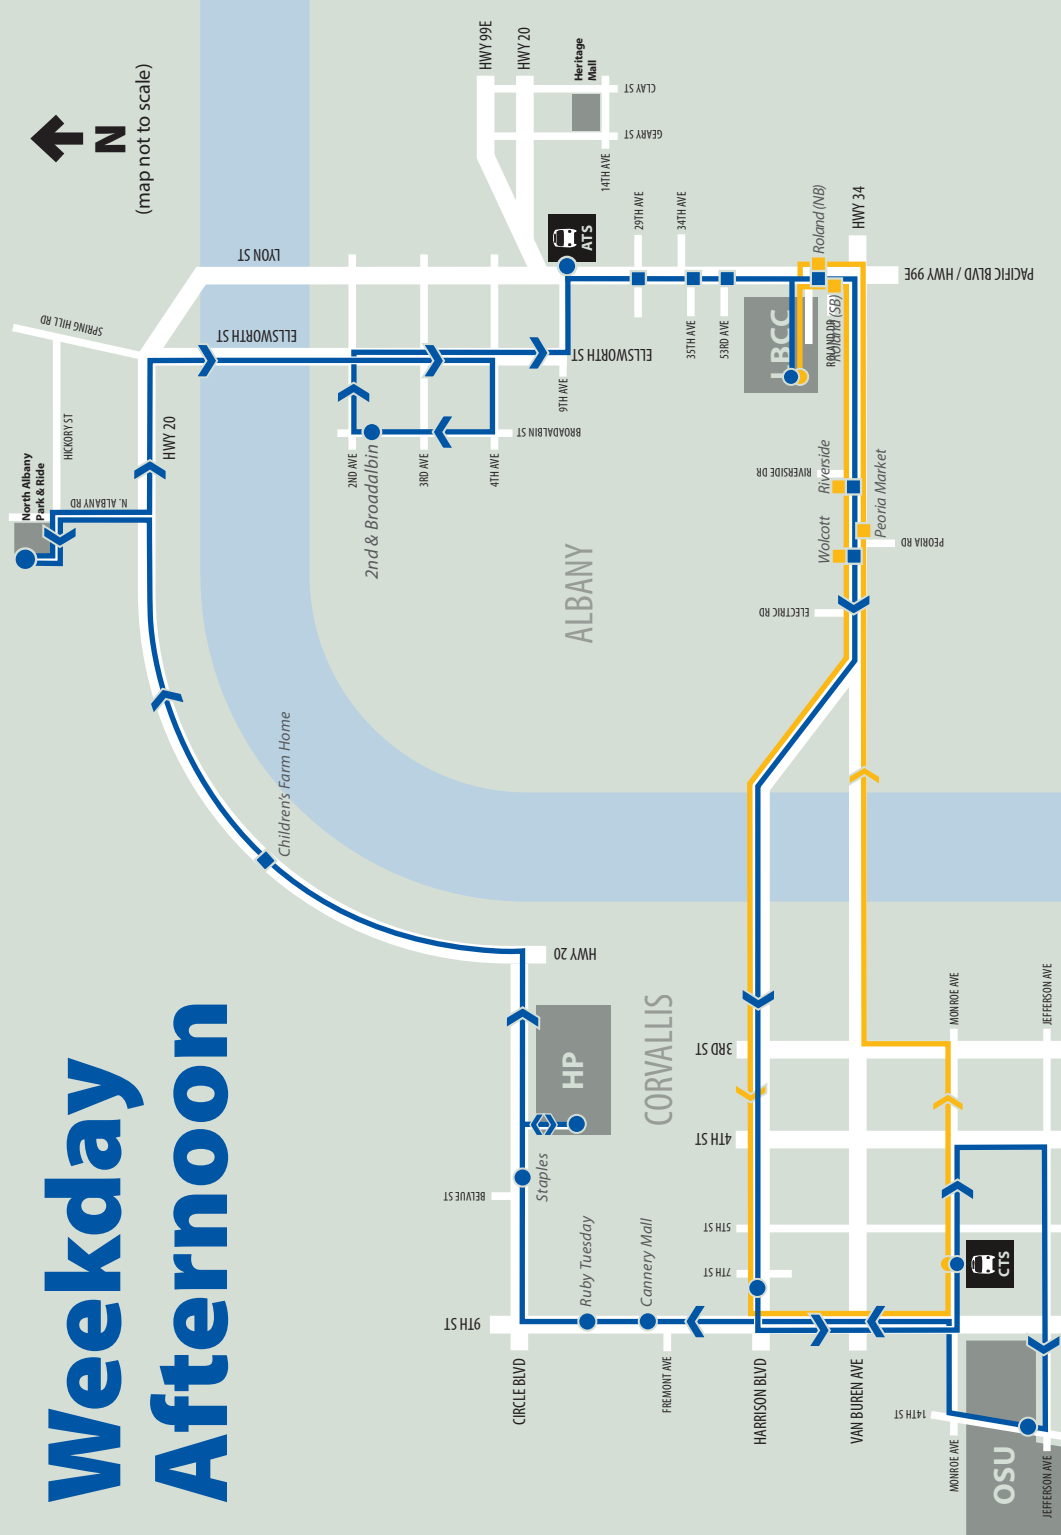 Weekday
Afternoon
N
(map not to scale)
North Albany
Park & Ride
HICKORY ST
SPRING HILL RD
N. ALBANY RD
HWY 20
LYON ST
ELLSWORTH ST
HWY 99E
HWY 20
Heritage
Mall
CLAY ST
GEARY ST
14TH AVE
ATS
29TH AVE
34TH AVE
35TH AVE
53RD AVE
2ND AVE
3RD AVE
4TH AVE
9TH AVE
BROADALBIN ST
ELLSWORTH ST
2nd & Broadalbin
ALBANY
LBCC
ROLAND DR
Roland (SB)
Roland (NB)
HWY 34
PACIFIC BLVD / HWY 99E
RIVERSIDE DR
Riverside
Peoria Market
Wolcott
PEORIA RD
ELECTRIC RD
Children's Farm Home
HWY 20
HP
CORVALLIS
Staples
BELVUE ST
Ruby Tuesday
Cannery Mall
3RD ST
4TH ST
5TH ST
7TH ST
9TH ST
MONROE AVE
JEFFERSON AVE
CTS
CIRCLE BLVD
FREMONT AVE
HARRISON BLVD
VAN BUREN AVE
14TH ST
MONROE AVE
OSU
JEFFERSON AVE